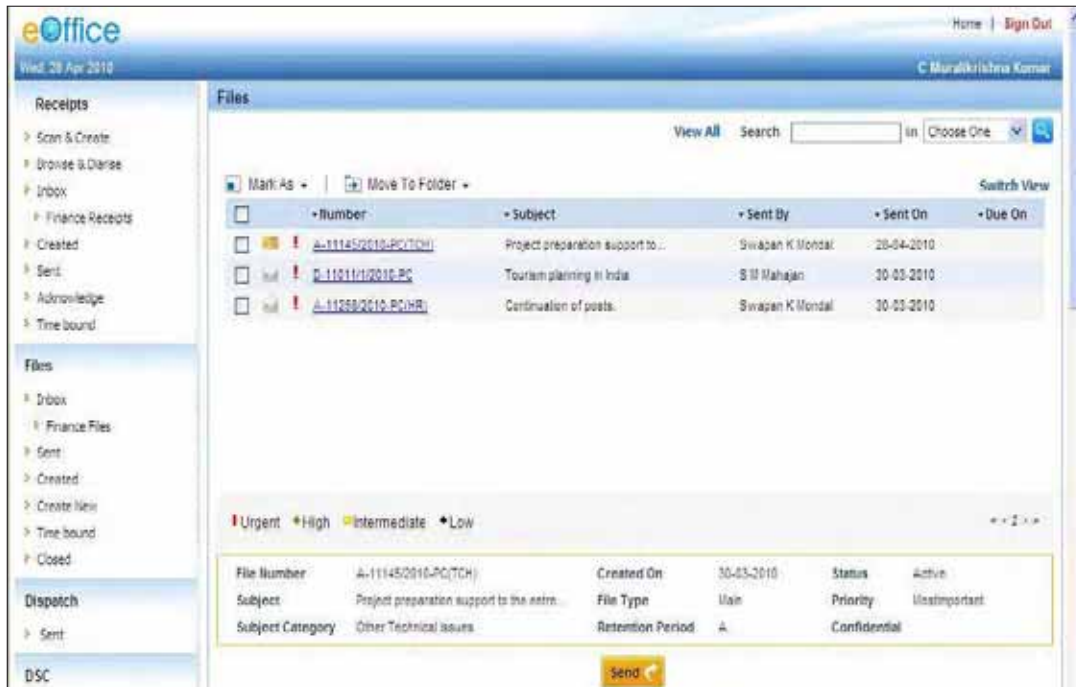 eOffice
Home | Sign Out
Wed, 28 Apr 2010
C Muralikrishna Kumar
Receipts
Scan & Create
Browse & Diarise
Inbox
Finance Receipts
Created
Sent
Acknowledge
Time bound
Files
Inbox
Finance Files
Sent
Created
Create New
Time bound
Closed
Dispatch
Sent
DSC
Files
View All Search in Choose One
Mark As Move To Folder
Switch View
Number Subject Sent By Sent On Due On
A-11145/2010-PC(TCH) Project preparation support to... Swapan K Mondal 28-04-2010
D-11011/1/2010-PC Tourism planning in India S M Mahajan 30-03-2010
A-11258/2010-PC(HR) Continuation of posts. Swapan K Mondal 30-03-2010
Urgent High Intermediate Low
File Number A-11145/2010-PC(TCH) Created On 30-03-2010 Status Active
Subject Project preparation support to the entre... File Type Main Priority Mostimportant
Subject Category Other Technical issues Retention Period A Confidential
Send